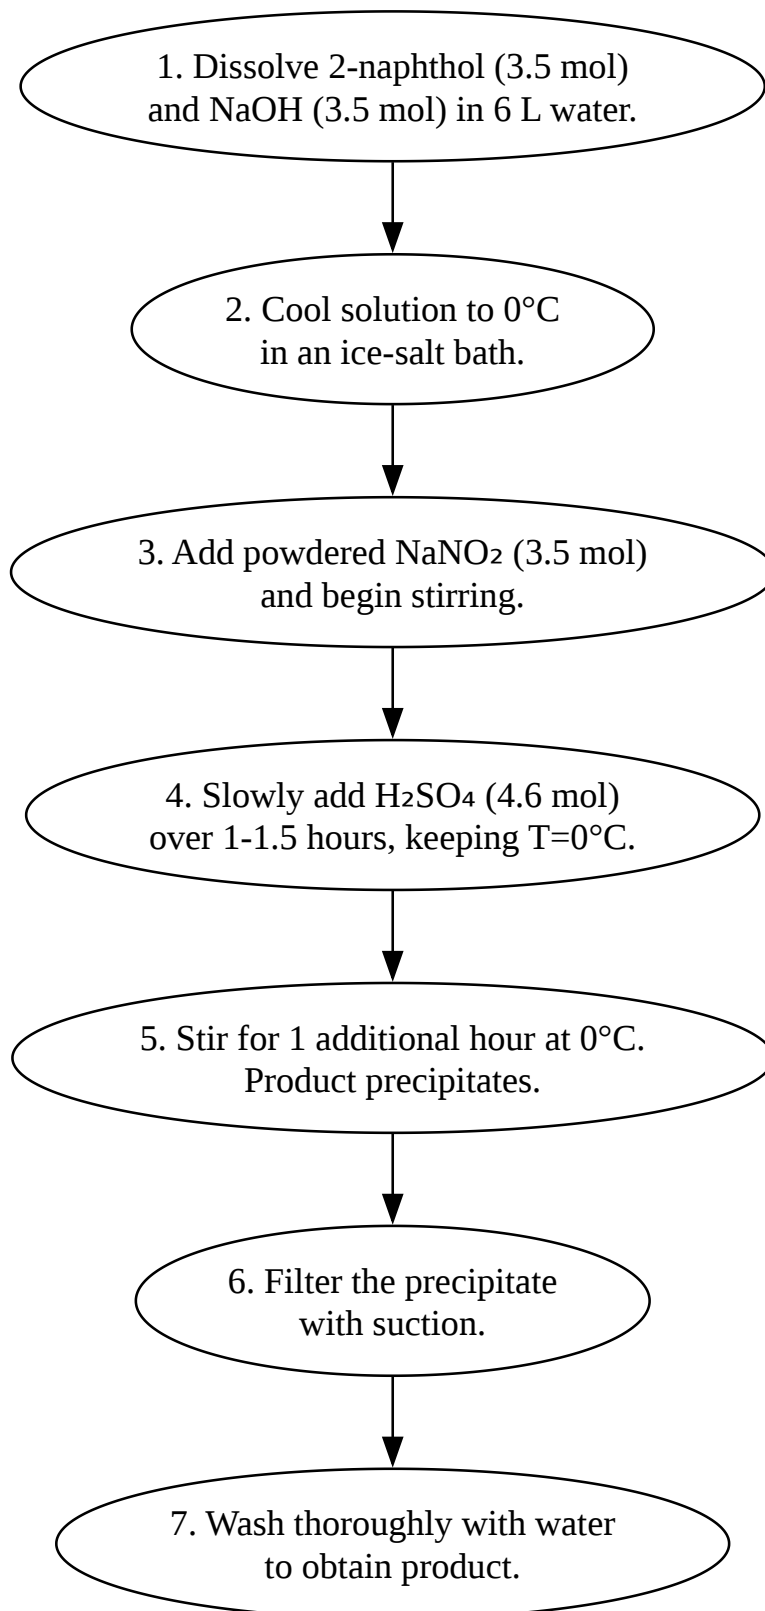 1. Dissolve 2-naphthol (3.5 mol)
and NaOH (3.5 mol) in 6 L water.
2. Cool solution to 0°C
in an ice-salt bath.
3. Add powdered NaNO₂ (3.5 mol)
and begin stirring.
4. Slowly add H₂SO₄ (4.6 mol)
over 1-1.5 hours, keeping T=0°C.
5. Stir for 1 additional hour at 0°C.
Product precipitates.
6. Filter the precipitate
with suction.
7. Wash thoroughly with water
to obtain product.